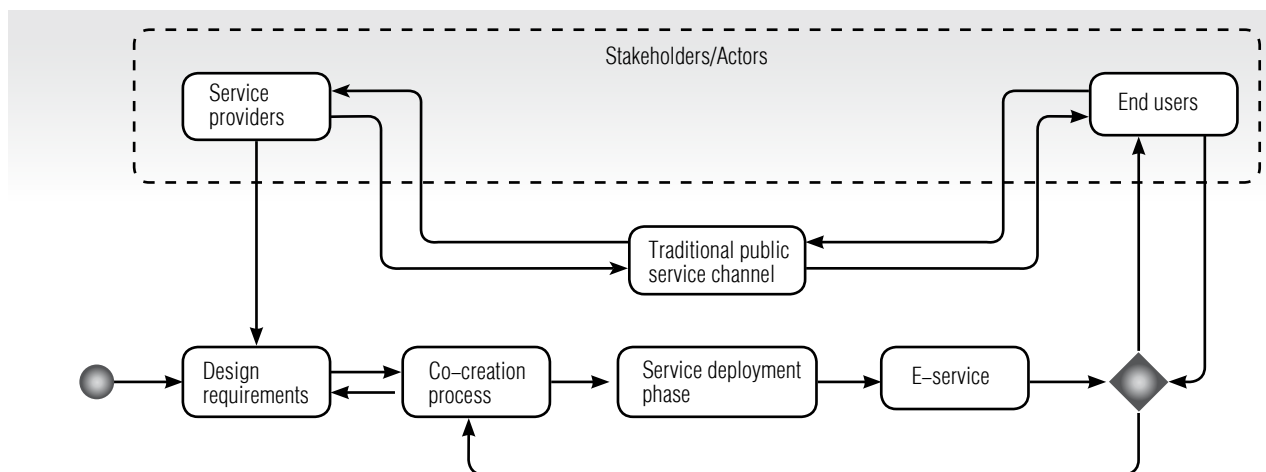 Stakeholders/Actors
Service
providers
End users
Traditional public
service channel
Design
requirements
Co–creation
process
Service deployment
phase
E–service